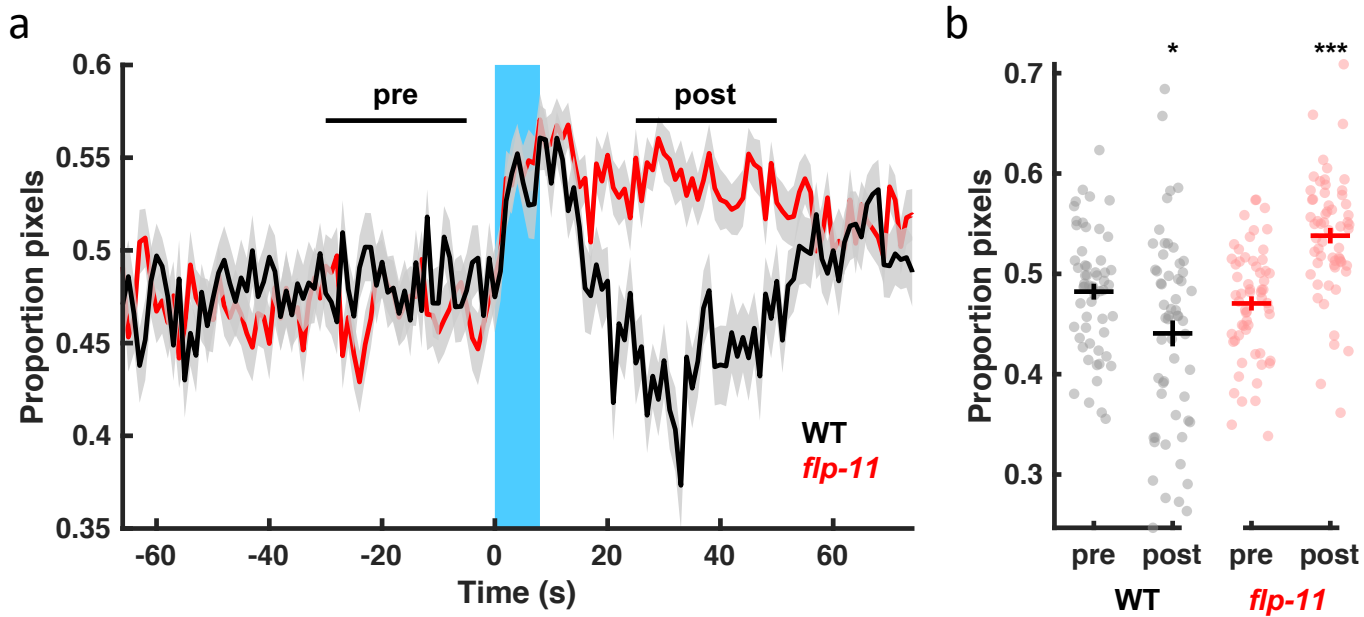 a
0.6
0.55
0.5
0.45
0.4
0.35
Proportion pixels
pre
post
WT
flp-11
-60
-40
-20
0
20
40
60
Time (s)
b
*
***
0.7
0.6
0.5
0.4
0.3
Proportion pixels
pre
post
pre
post
WT
flp-11